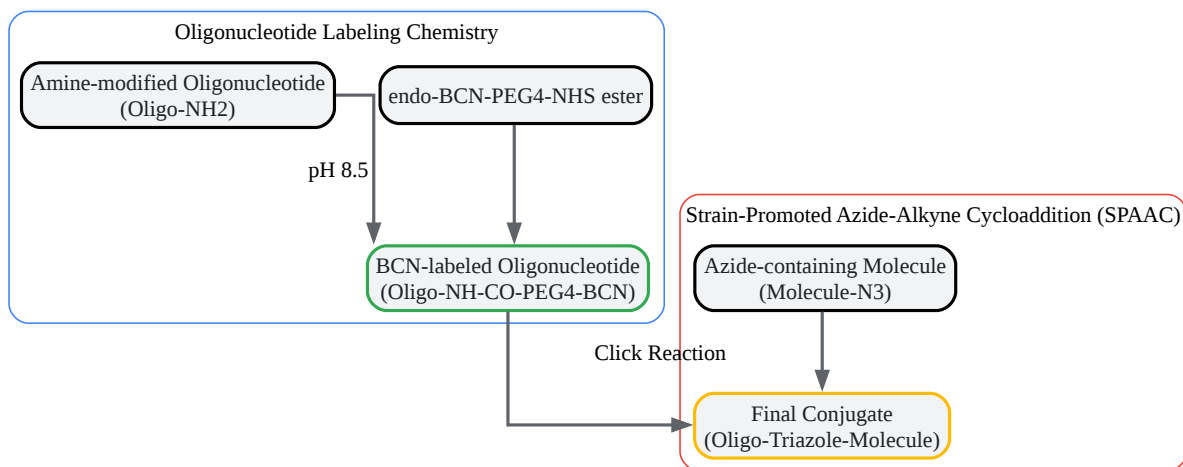 Oligonucleotide Labeling Chemistry
Amine-modified Oligonucleotide
(Oligo-NH2)
endo-BCN-PEG4-NHS ester
pH 8.5
BCN-labeled Oligonucleotide
(Oligo-NH-CO-PEG4-BCN)
Strain-Promoted Azide-Alkyne Cycloaddition (SPAAC)
Azide-containing Molecule
(Molecule-N3)
Click Reaction
Final Conjugate
(Oligo-Triazole-Molecule)